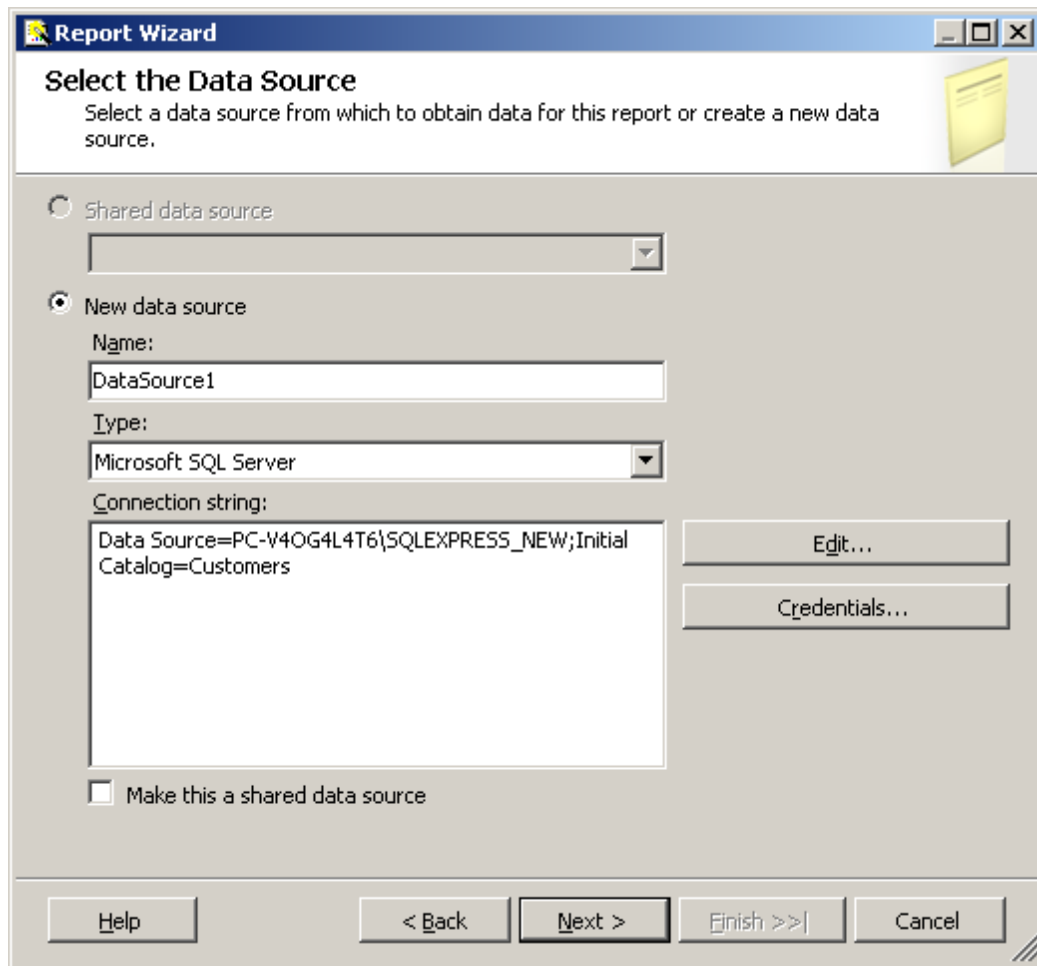 Report Wizard
Select the Data Source
Select a data source from which to obtain data for this report or create a new data
source.
Shared data source
New data source
Name:
DataSource1
Type:
Microsoft SQL Server
Connection string:
Data Source=PC-V4OG4L4T6\SQLEXPRESS_NEW;Initial
Catalog=Customers
Edit...
Credentials...
Make this a shared data source
Help
< Back
Next >
Finish >>|
Cancel